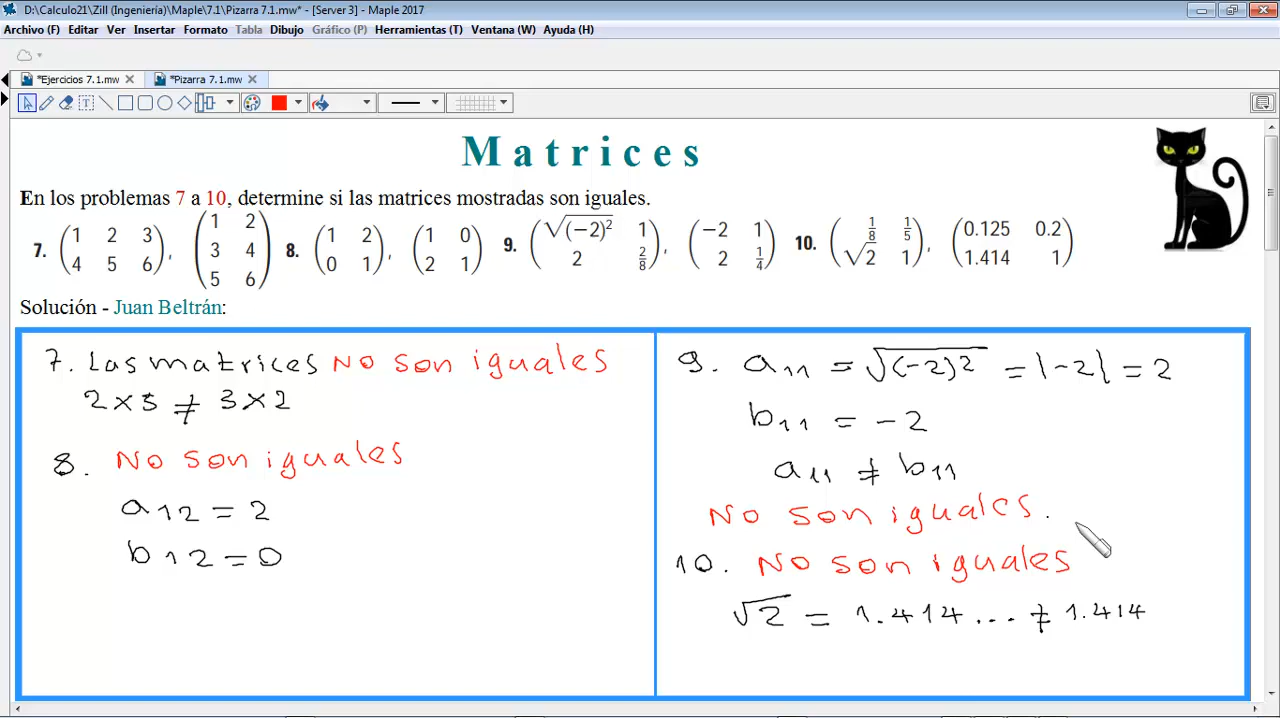 D:\Calculo21\Zill (Ingeniería)\Maple\7.1\Pizarra 7.1.mw* - [Server 3] - Maple 2017
Archivo (F) Editar Ver Insertar Formato Tabla Dibujo Gráfico (P) Herramientas (T) Ventana (W) Ayuda (H)
*Ejercicios 7.1.mw *Pizarra 7.1.mw
T
Matrices
En los problemas 7 a 10, determine si las matrices mostradas son iguales.
7. (1 2 3; 4 5 6), (1 2; 3 4; 5 6) 8. (1 2; 0 1), (1 0; 2 1) 9. (√(−2)² 1; 2 2/8), (−2 1; 2 1/4) 10. (1/8 1/5; √2 1), (0.125 0.2; 1.414 1)
Solución - Juan Beltrán:
7. Las matrices No son iguales
2×3 ≠ 3×2
8. No son iguales
a12 = 2
b12 = 0
9. a11 = √(-2)² = |-2| = 2
b11 = -2
a11 ≠ b11
No son iguales.
10. No son iguales
√2 = 1.414... ≠ 1.414